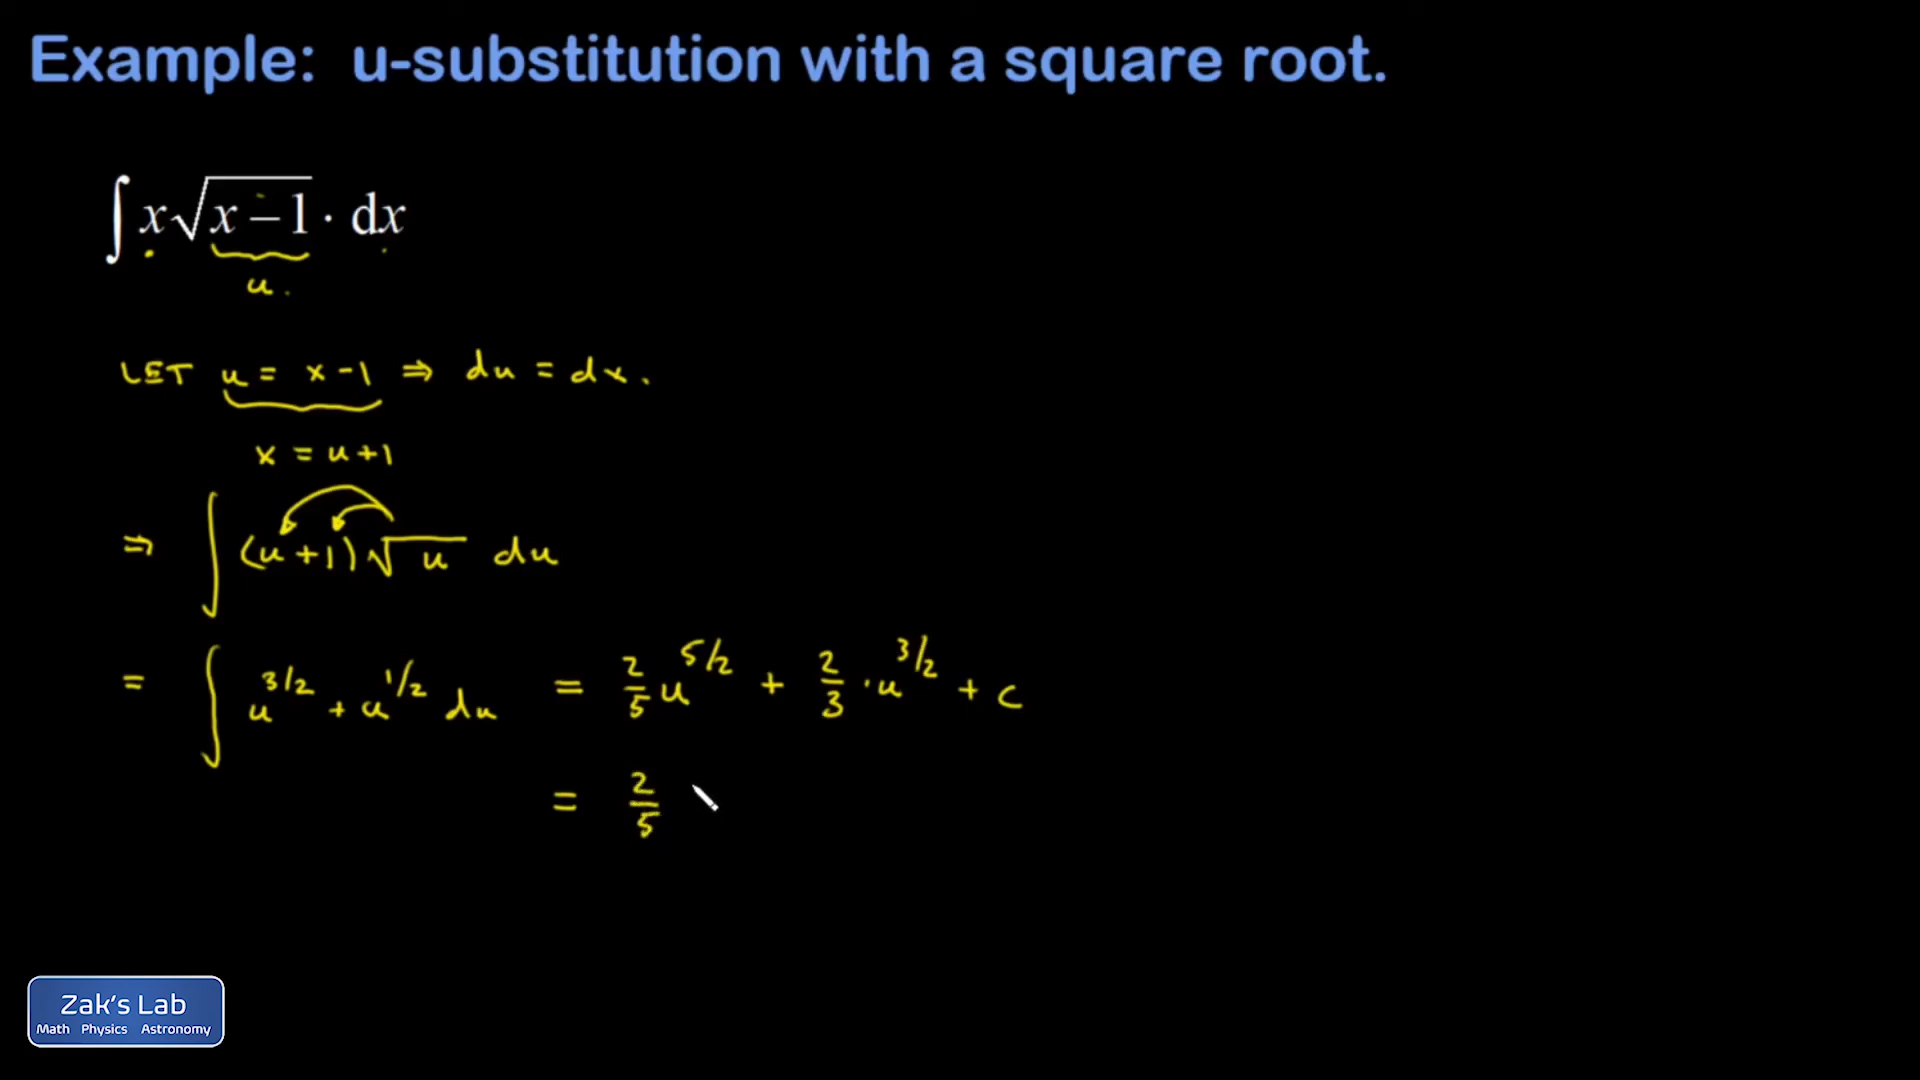 Example: u-substitution with a square root.
∫ x√(x – 1) · dx
u
LET u = x - 1 ⇒ du = dx.
x = u + 1
⇒ ∫ (u + 1) √u du
= ∫ u^3/2 + u^1/2 du = 2/5 u^5/2 + 2/3 · u^3/2 + c
= 2/5
Zak's Lab
Math Physics Astronomy